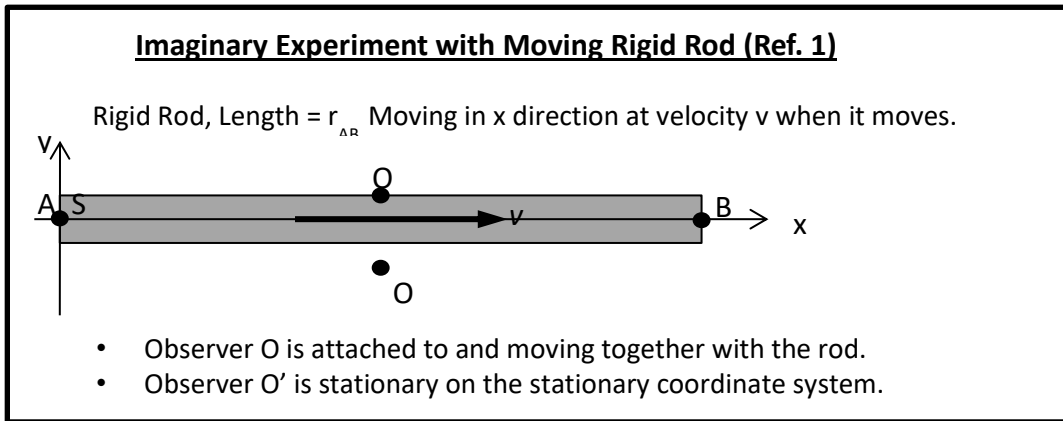 Imaginary Experiment with Moving Rigid Rod (Ref. 1)
Rigid Rod, Length = r_AB Moving in x direction at velocity v when it moves.
y
O
A S
v
B
x
O
• Observer O is attached to and moving together with the rod.
• Observer O’ is stationary on the stationary coordinate system.